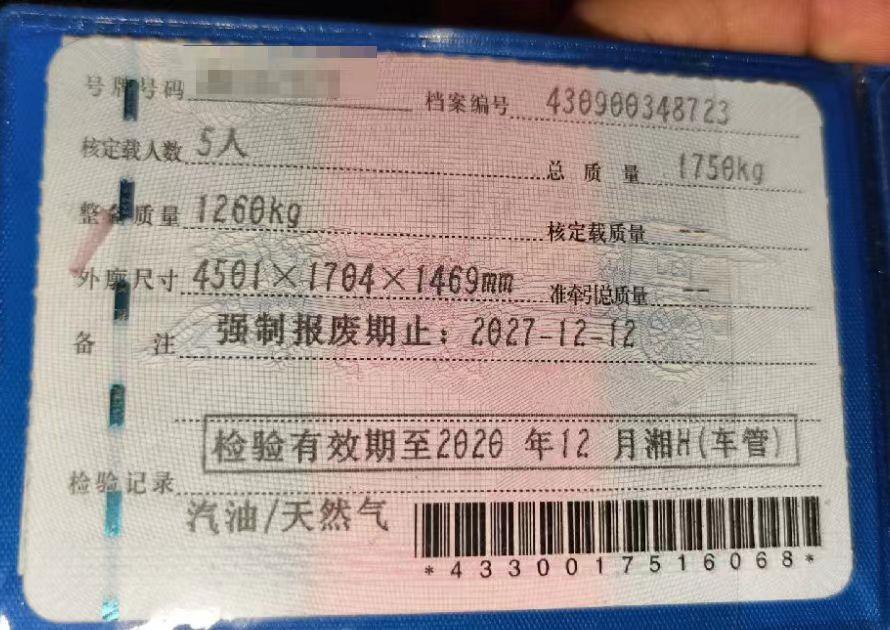 号牌号码
档案编号 430900348723
核定载人数 5人
总质量 1750kg
整备质量 1260kg
核定载质量 --
外廓尺寸 4501×1704×1469mm
准牵引总质量 --
备注 强制报废期止：2027-12-12
检验有效期至2020 年12 月湘H(车管)
检验记录
汽油/天然气
*4330017516068*